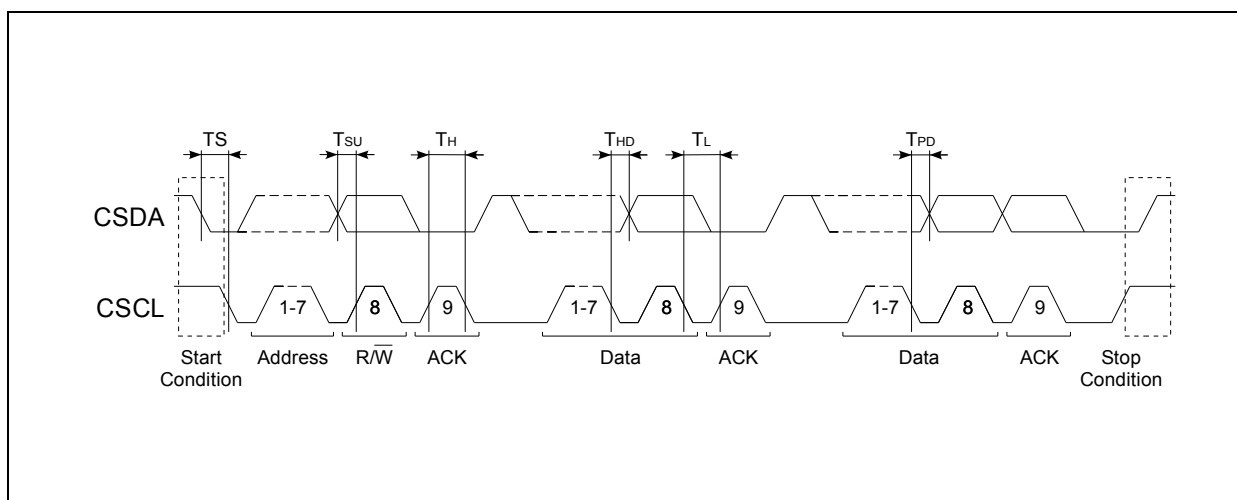 TS TSU TH THD TL TPD
CSDA
CSCL 1-7 8 9 1-7 8 9 1-7 8 9
Start Condition Address R/W̅ ACK Data ACK Data ACK Stop Condition